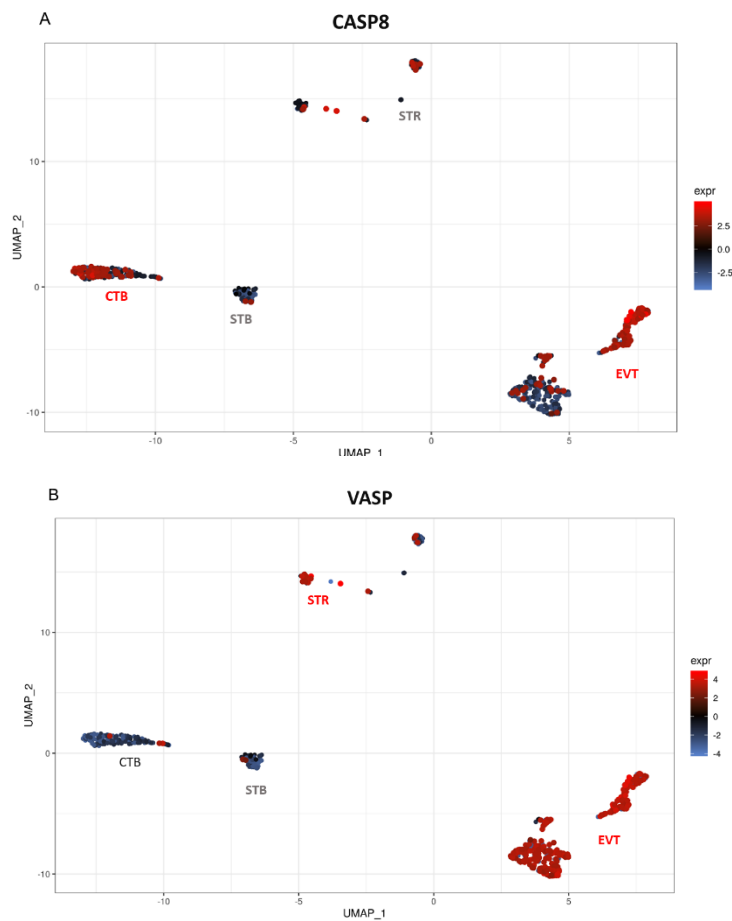 A
CASP8
STR
CTB
STB
EVT
10
0
-10
-10
-5
0
5
UMAP_1
UMAP_2
expr
2.5
0.0
-2.5
B
VASP
STR
CTB
STB
EVT
10
0
-10
-10
-5
0
5
UMAP_1
UMAP_2
expr
4
2
0
-2
-4